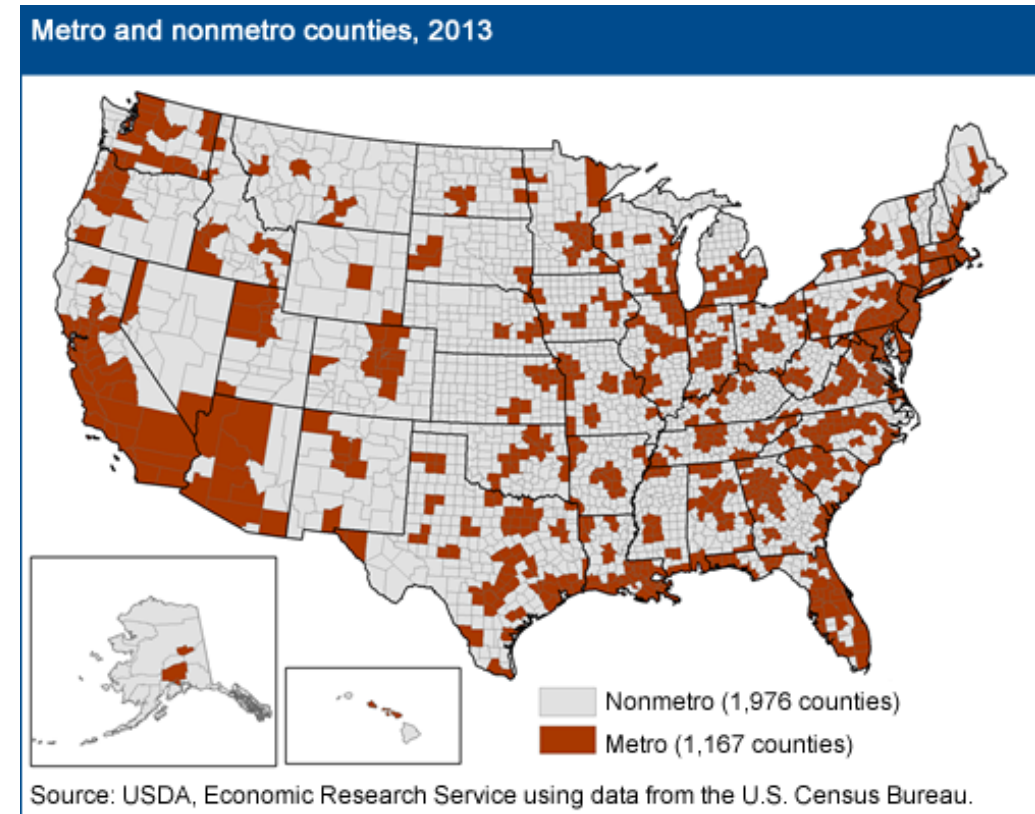 Metro and nonmetro counties, 2013
Nonmetro (1,976 counties)
Metro (1,167 counties)
Source: USDA, Economic Research Service using data from the U.S. Census Bureau.